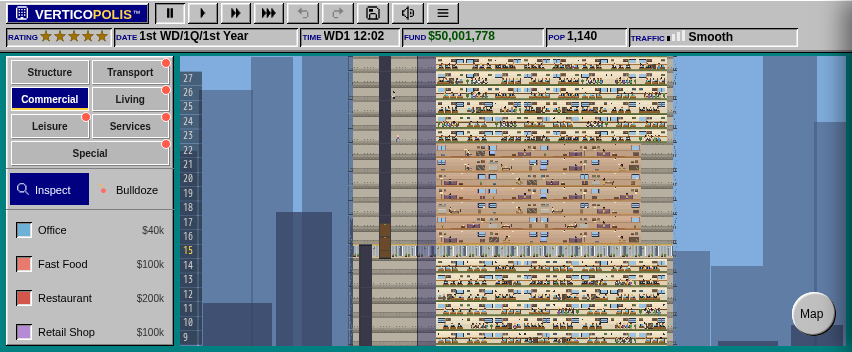 VERTICOPOLIS™
RATING DATE 1st WD/1Q/1st Year TIME WD1 12:02 FUND $50,001,778 POP 1,140 TRAFFIC Smooth
Structure Transport
Commercial Living
Leisure Services
Special
Inspect Bulldoze
Office $40k
Fast Food $100k
Restaurant $200k
Retail Shop $100k
27
26
25
24
23
22
21
20
19
18
17
16
15
14
13
12
11
10
9
Map